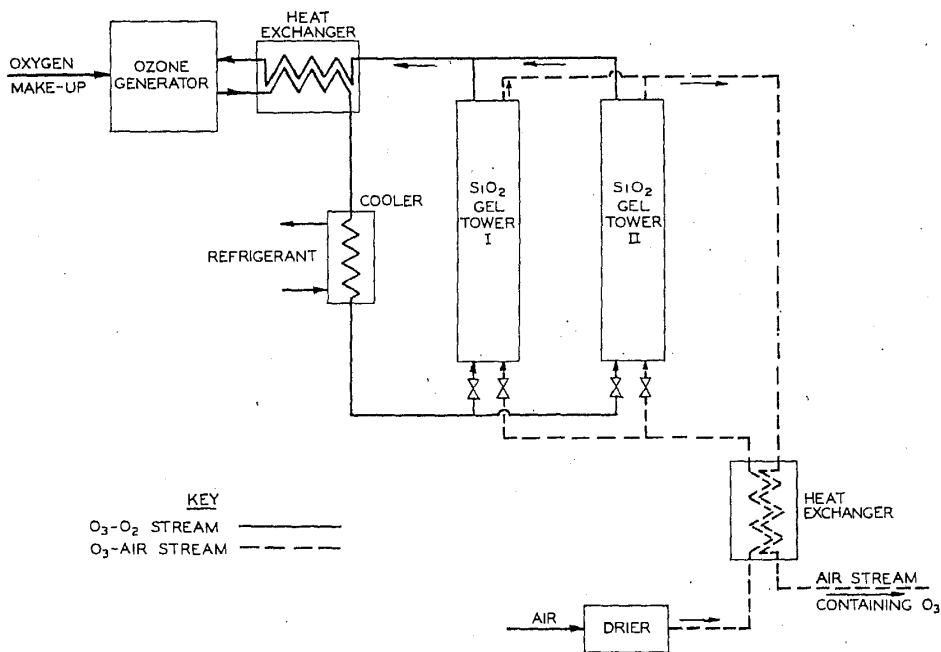 HEAT
EXCHANGER
OXYGEN
MAKE-UP
OZONE
GENERATOR
SiO2
GEL
TOWER
I
SiO2
GEL
TOWER
II
COOLER
REFRIGERANT
KEY
O3-O2 STREAM
O3-AIR STREAM
HEAT
EXCHANGER
AIR STREAM
CONTAINING O3
AIR
DRIER